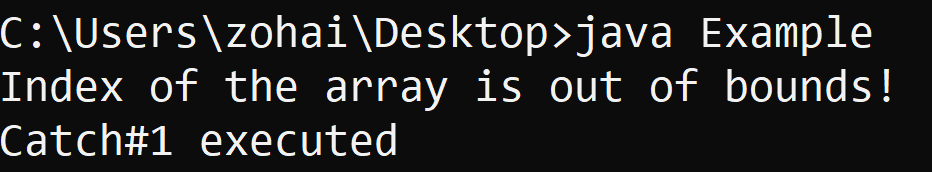 C:\Users\zohai\Desktop>java Example
Index of the array is out of bounds!
Catch#1 executed